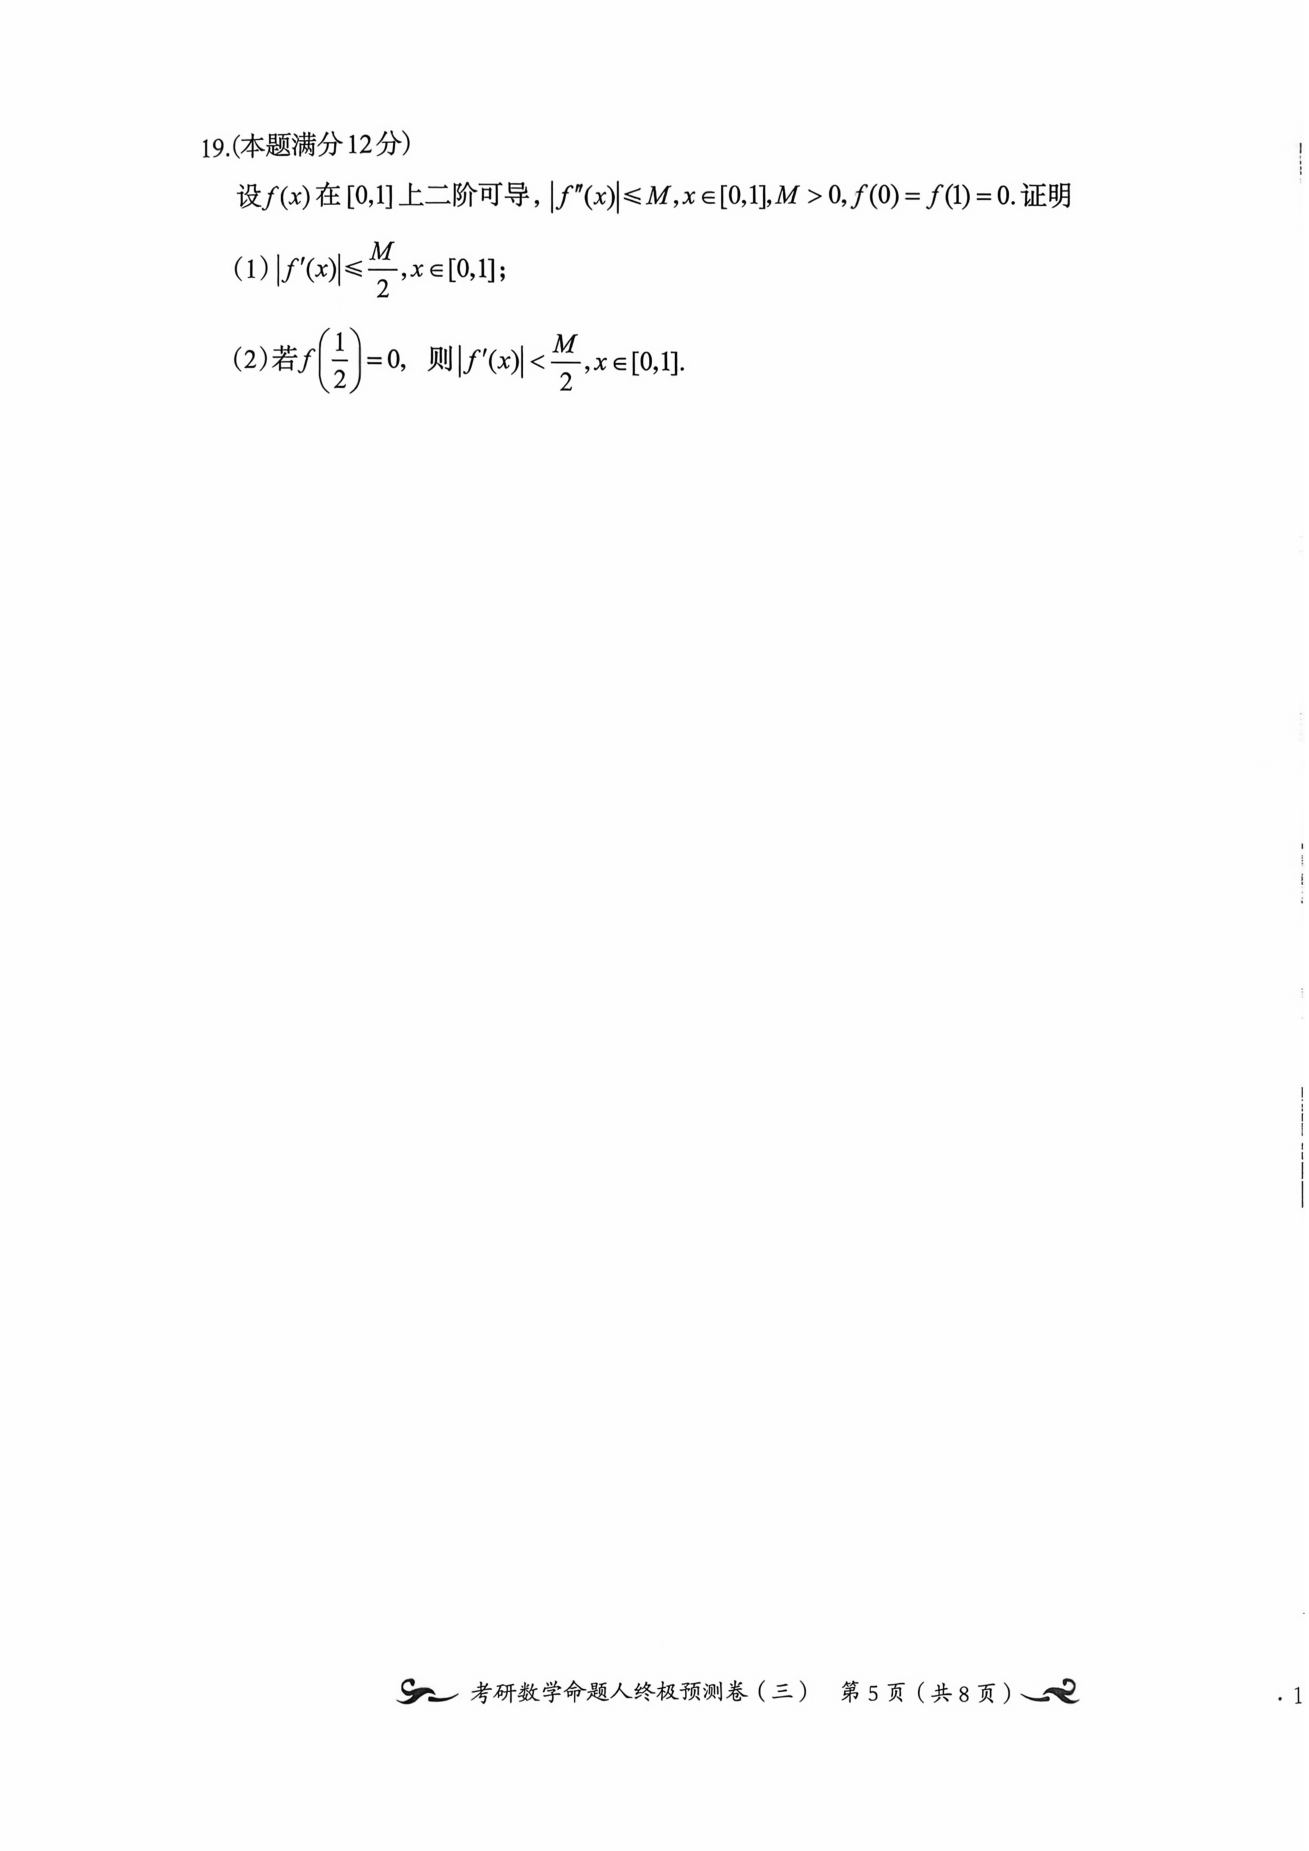 19.(本题满分12分)
设f(x)在[0,1]上二阶可导,|f″(x)|≤M,x∈[0,1],M>0,f(0)=f(1)=0.证明
(1)|f′(x)|≤M/2,x∈[0,1];
(2)若f(1/2)=0, 则|f′(x)|<M/2,x∈[0,1].
考研数学命题人终极预测卷(三) 第5页(共8页)
· 1